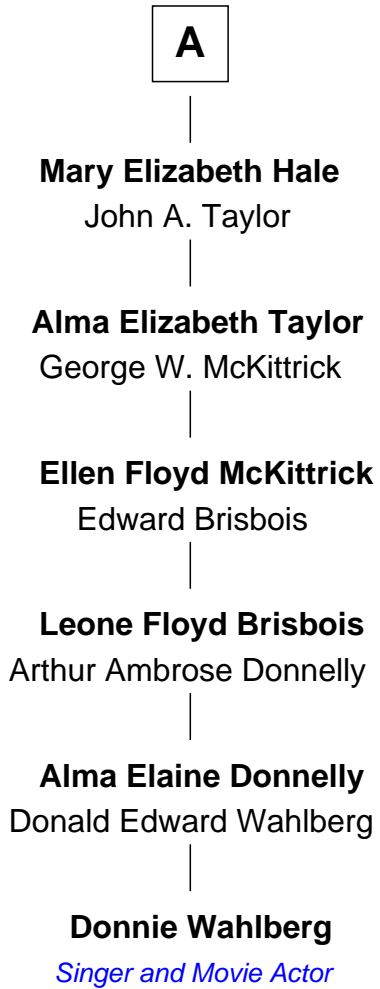 A
Mary Elizabeth Hale
John A. Taylor
Alma Elizabeth Taylor
George W. McKittrick
Ellen Floyd McKittrick
Edward Brisbois
Leone Floyd Brisbois
Arthur Ambrose Donnelly
Alma Elaine Donnelly
Donald Edward Wahlberg
Donnie Wahlberg
Singer and Movie Actor